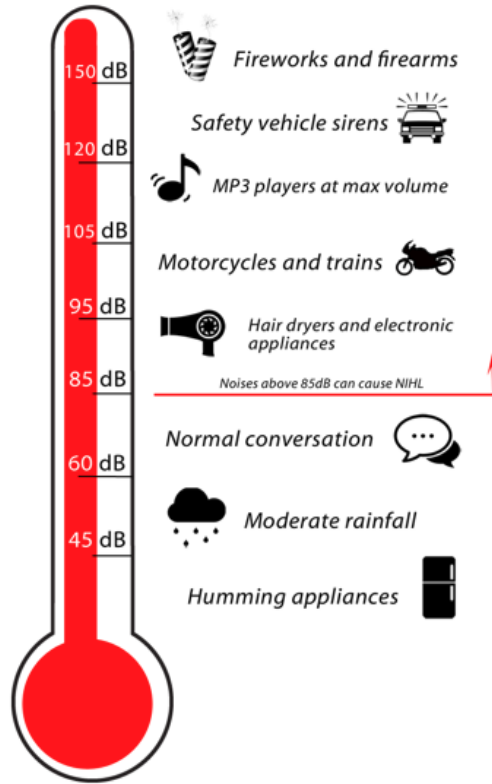 Fireworks and firearms
150 dB
Safety vehicle sirens
120 dB
MP3 players at max volume
105 dB
Motorcycles and trains
95 dB
Hair dryers and electronic
appliances
Noises above 85dB can cause NIHL
85 dB
Normal conversation
60 dB
Moderate rainfall
45 dB
Humming appliances